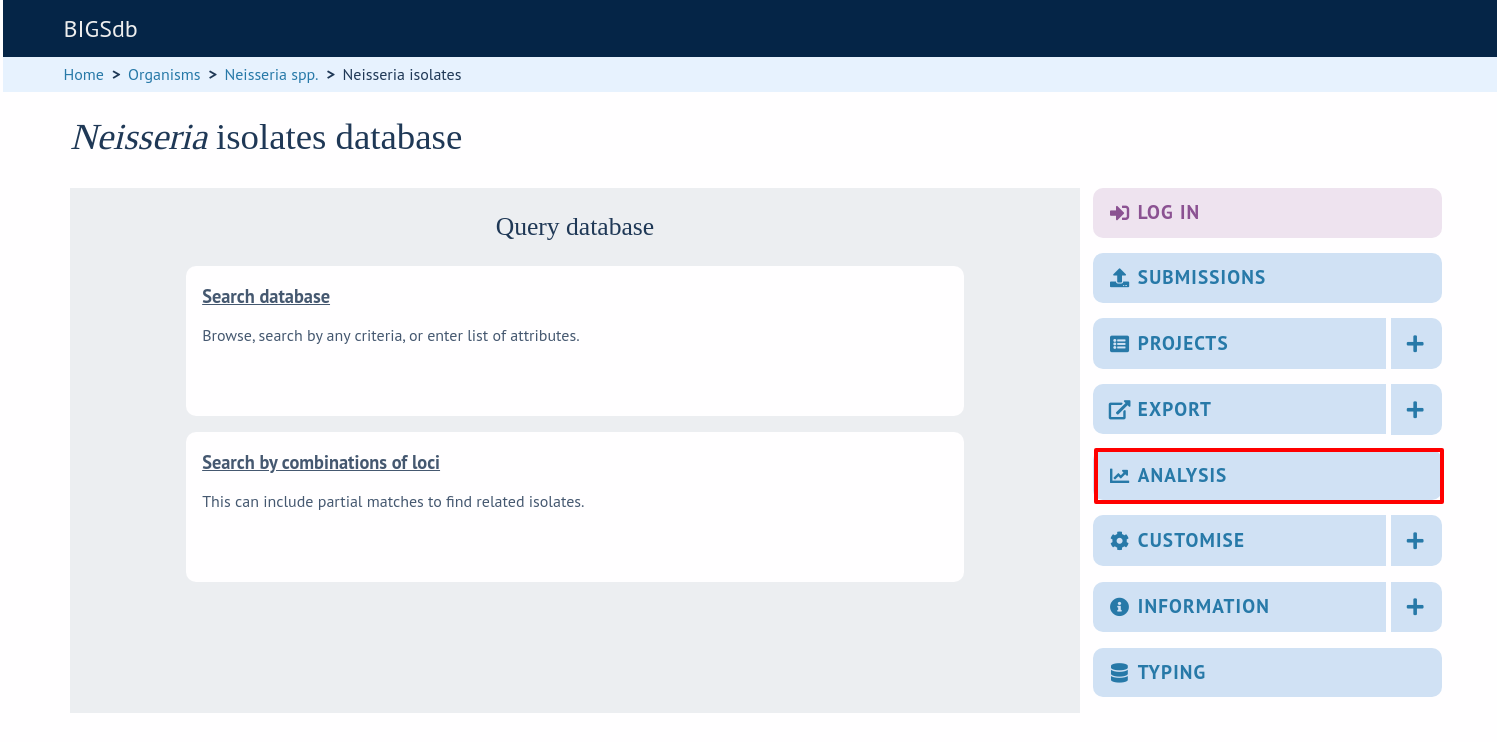 BIGSdb
Home > Organisms > Neisseria spp. > Neisseria isolates
Neisseria isolates database
Query database
Search database
Browse, search by any criteria, or enter list of attributes.
Search by combinations of loci
This can include partial matches to find related isolates.
LOG IN
SUBMISSIONS
PROJECTS
EXPORT
ANALYSIS
CUSTOMISE
INFORMATION
TYPING